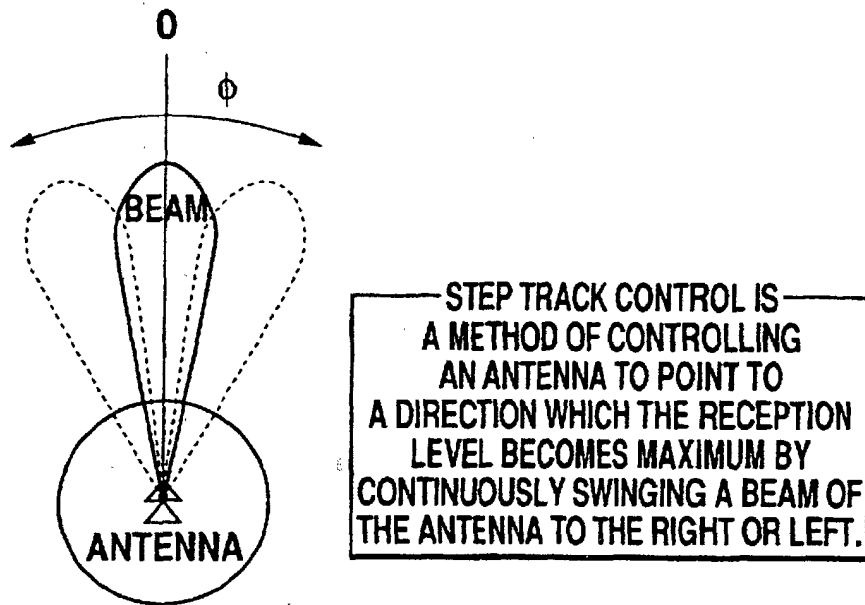 0
ϕ
BEAM
ANTENNA
STEP TRACK CONTROL IS
A METHOD OF CONTROLLING
AN ANTENNA TO POINT TO
A DIRECTION WHICH THE RECEPTION
LEVEL BECOMES MAXIMUM BY
CONTINUOUSLY SWINGING A BEAM OF
THE ANTENNA TO THE RIGHT OR LEFT.